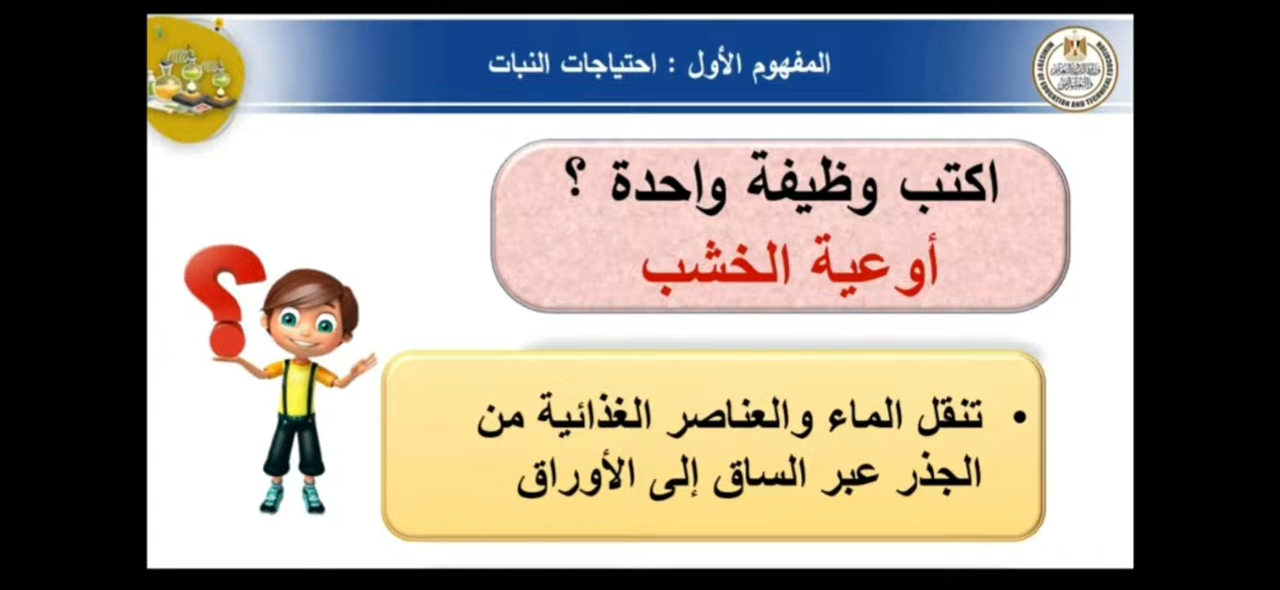 المفهوم الأول : احتياجات النبات
اكتب وظيفة واحدة ؟
أوعية الخشب
• تنقل الماء والعناصر الغذائية من
الجذر عبر الساق إلى الأوراق